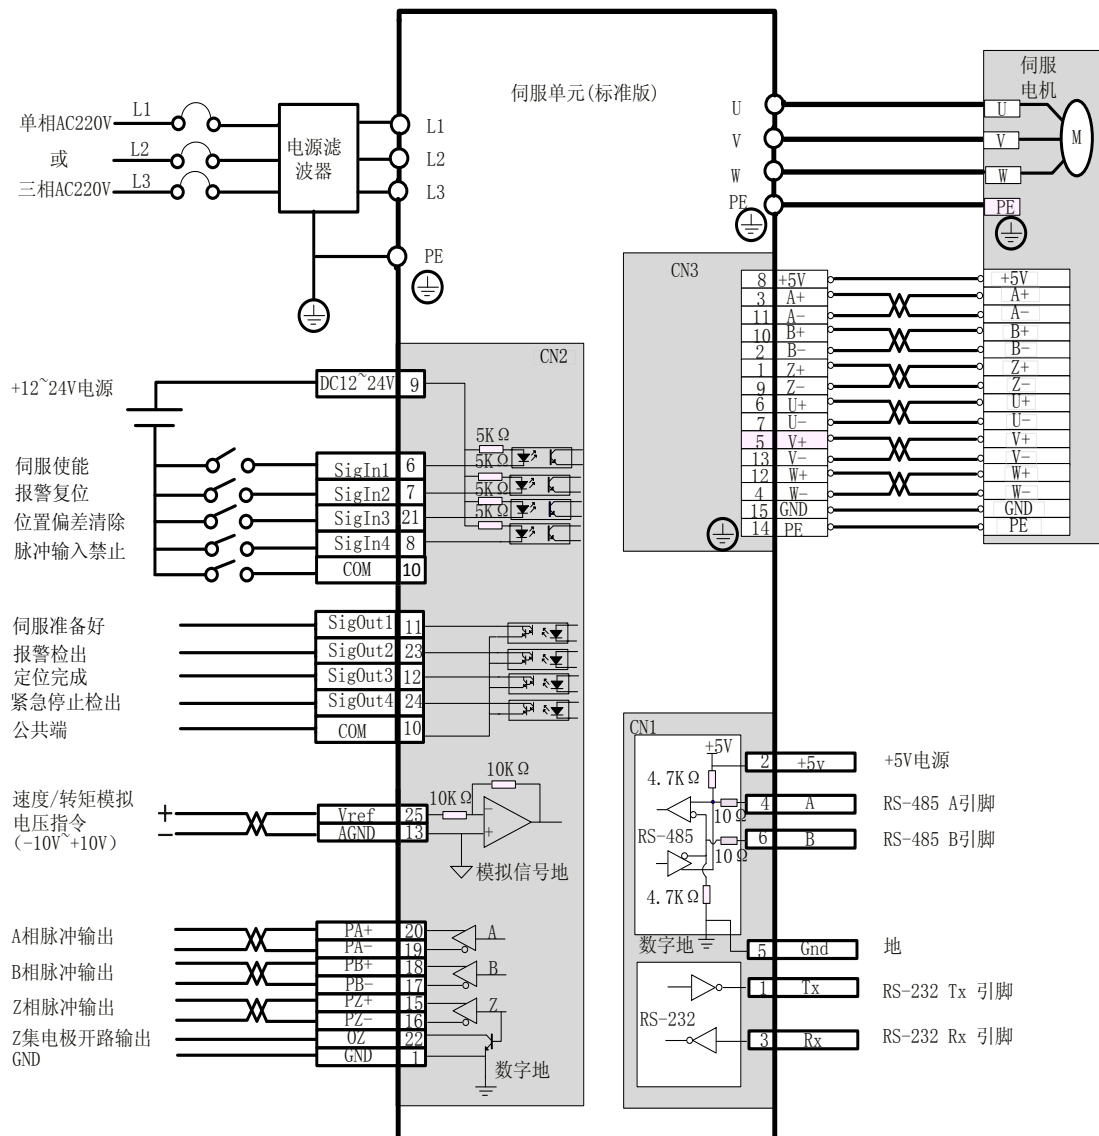 伺服单元(标准版)
单相AC220V
L1
或
L2
三相AC220V
L3
电源滤
波器
L1
L2
L3
PE
U
V
W
PE
伺服
电机
U
V
W
PE
M
CN3
8 +5V
3 A+
11 A-
10 B+
2 B-
1 Z+
9 Z-
6 U+
7 U-
5 V+
13 V-
12 W+
4 W-
15 GND
14 PE
+5V
A+
A-
B+
B-
Z+
Z-
U+
U-
V+
V-
W+
W-
GND
PE
CN2
+12~24V电源
DC12~24V 9
伺服使能
SigIn1 6
报警复位
SigIn2 7
位置偏差清除
SigIn3 21
脉冲输入禁止
SigIn4 8
COM 10
5KΩ
5KΩ
5KΩ
5KΩ
伺服准备好
SigOut1 11
报警检出
SigOut2 23
定位完成
SigOut3 12
紧急停止检出
SigOut4 24
公共端
COM 10
速度/转矩模拟
电压指令
(-10V~+10V)
+
−
Vref 25
AGND 13
10KΩ
10KΩ
−
+
模拟信号地
A相脉冲输出
PA+ 20
PA- 19
A
B相脉冲输出
PB+ 18
PB- 17
B
Z相脉冲输出
PZ+ 15
PZ- 16
Z
Z集电极开路输出
OZ 22
GND
GND 1
数字地
CN1
+5V
4.7KΩ
10Ω
RS-485
10Ω
4.7KΩ
数字地
RS-232
2 +5v
+5V电源
4 A
RS-485 A引脚
6 B
RS-485 B引脚
5 Gnd
地
1 Tx
RS-232 Tx 引脚
3 Rx
RS-232 Rx 引脚